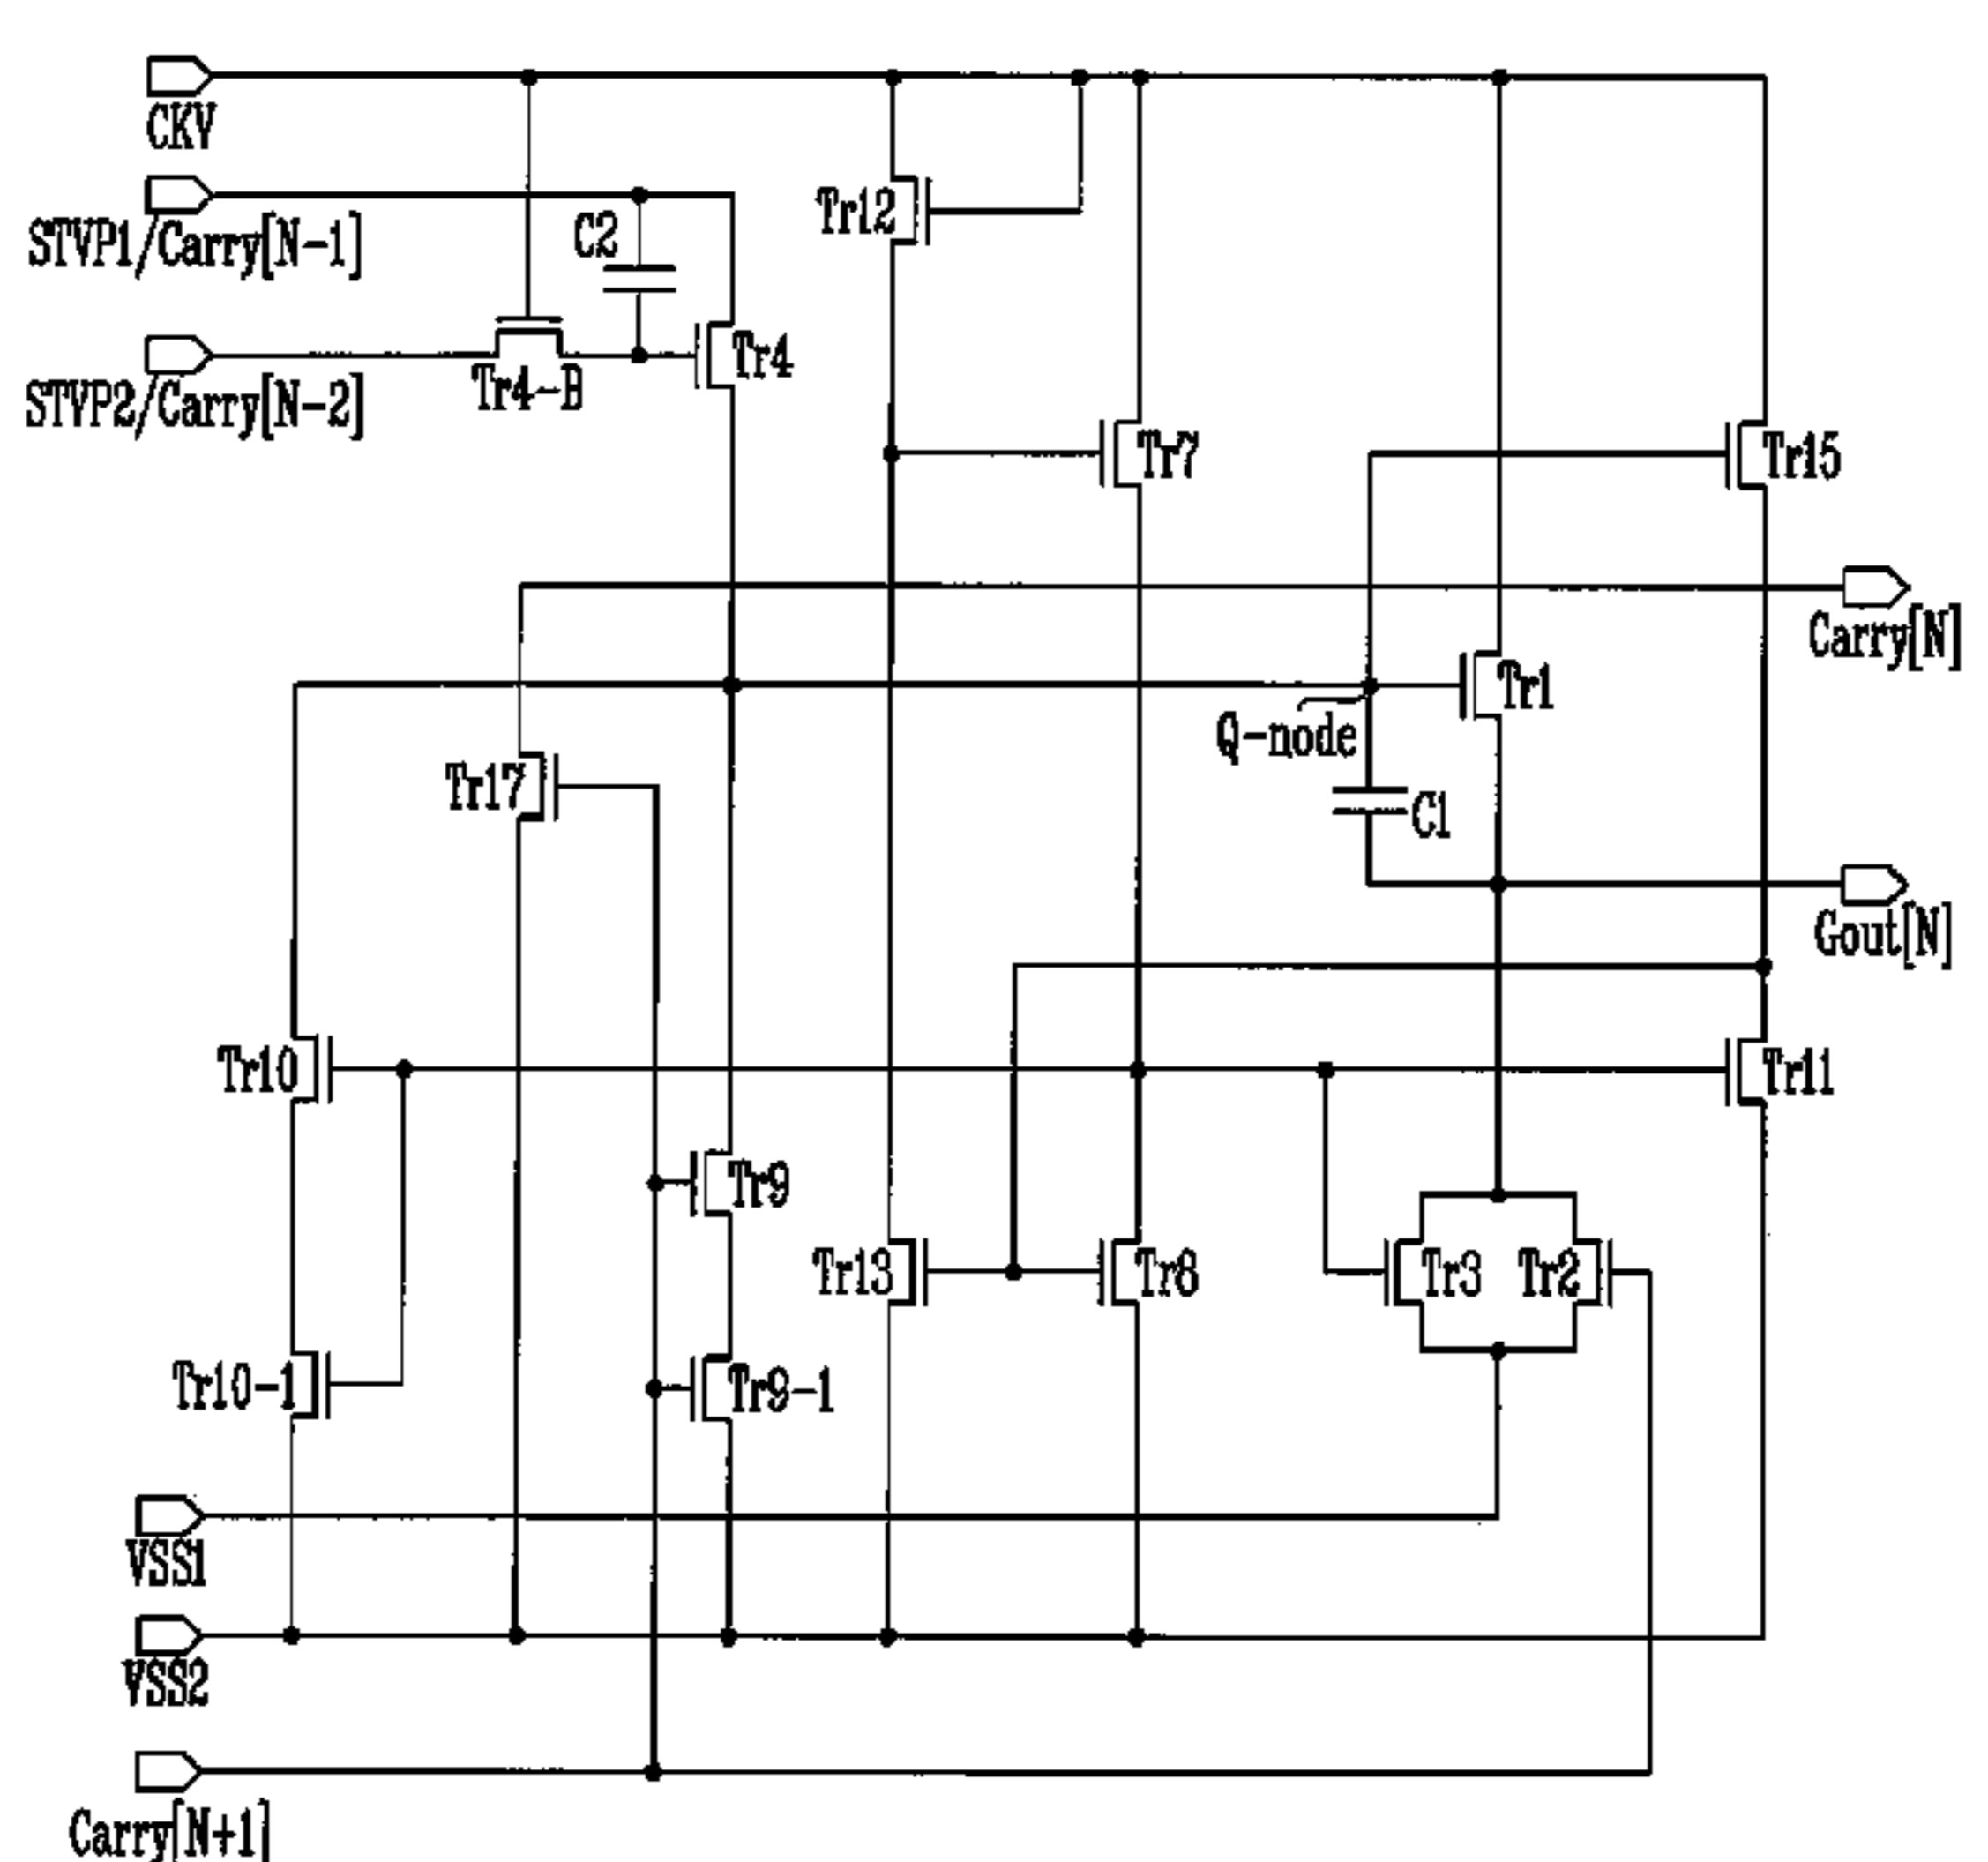 CKV
STVP1/Carry[N-1]
C2
Tr12
STVP2/Carry[N-2]
Tr4-B
Tr4
Tr7
Tr15
Carry[N]
Q-node
Tr1
Tr17
C1
Gout[N]
Tr10
Tr11
Tr9
Tr13
Tr8
Tr3
Tr2
Tr10-1
Tr9-1
VSS1
VSS2
Carry[N+1]